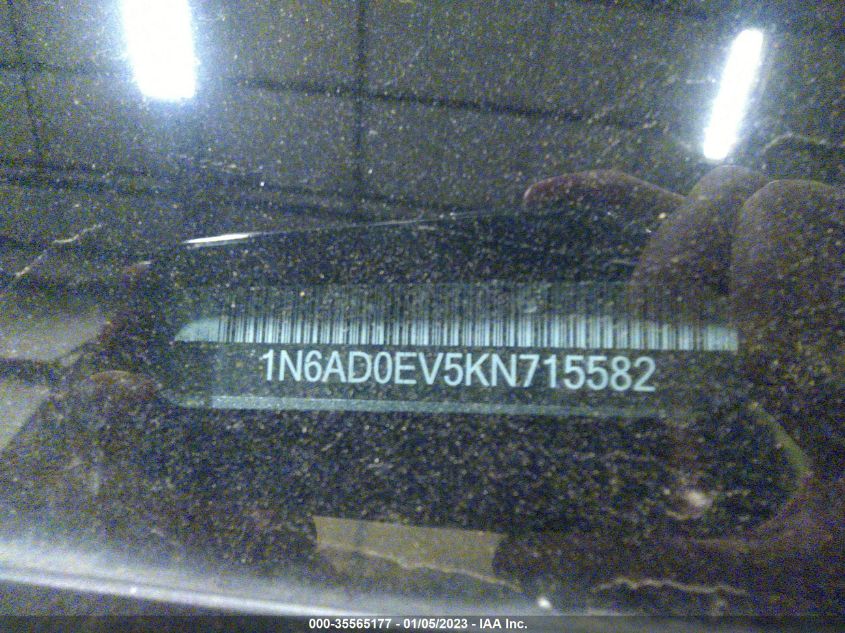 1N6AD0EV5KN715582
000-35565177 - 01/05/2023 - IAA Inc.